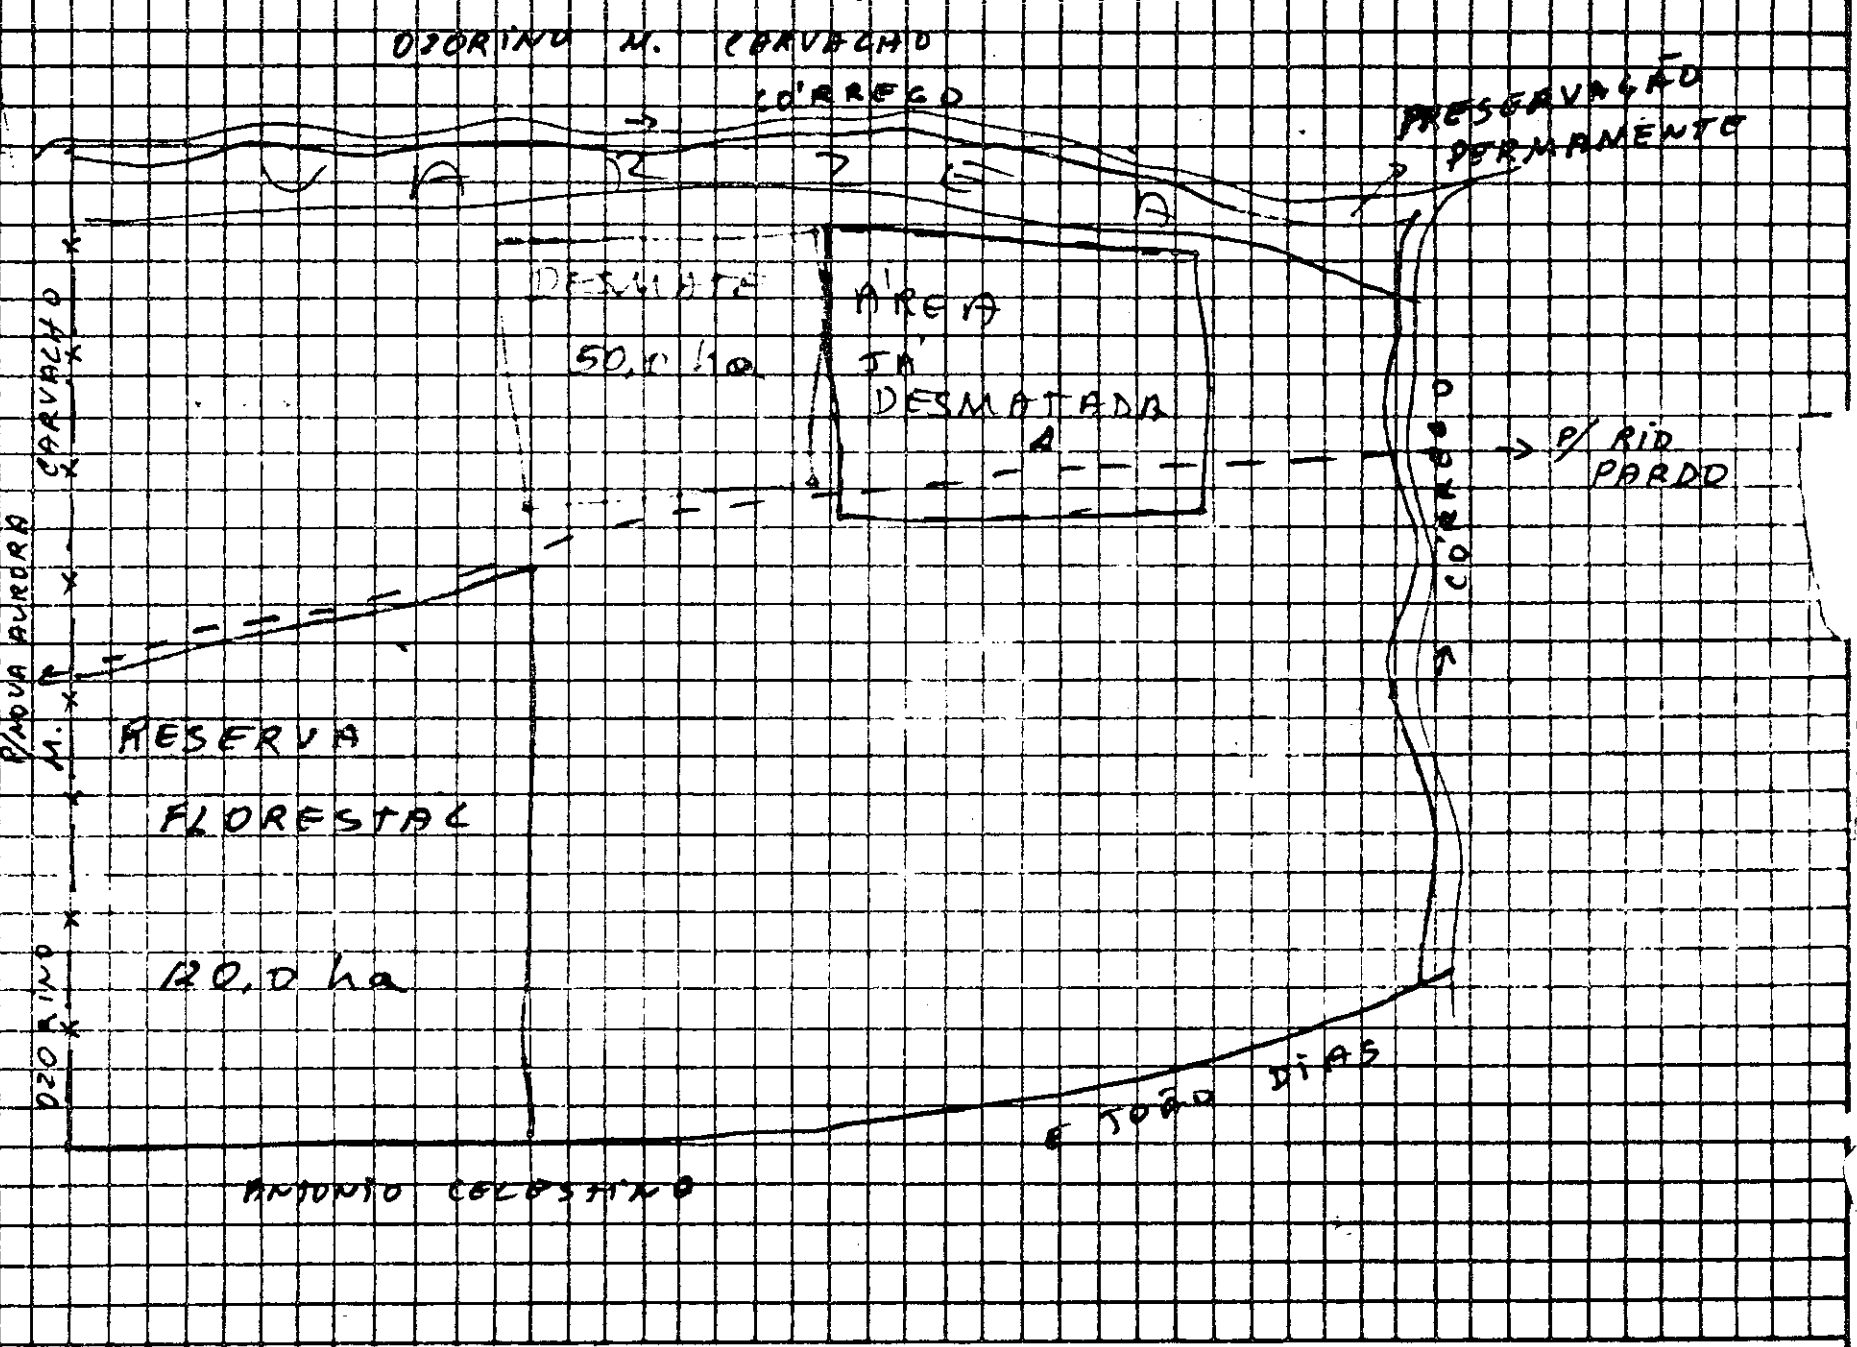 OZORINO M. CARVALHO
CÓRREGO
PRESERVAÇÃO
PERMANENTE
DESMATE
50,0 ha
ÁREA
JÁ
DESMATADA
A
CÓRREGO
P/ RIO
PARDO
OZORINO M. CARVALHO
P/NOVA AURORA
RESERVA
FLORESTAL
120,0 ha
ANTONIO CELESTINO
E JOÃO DIAS